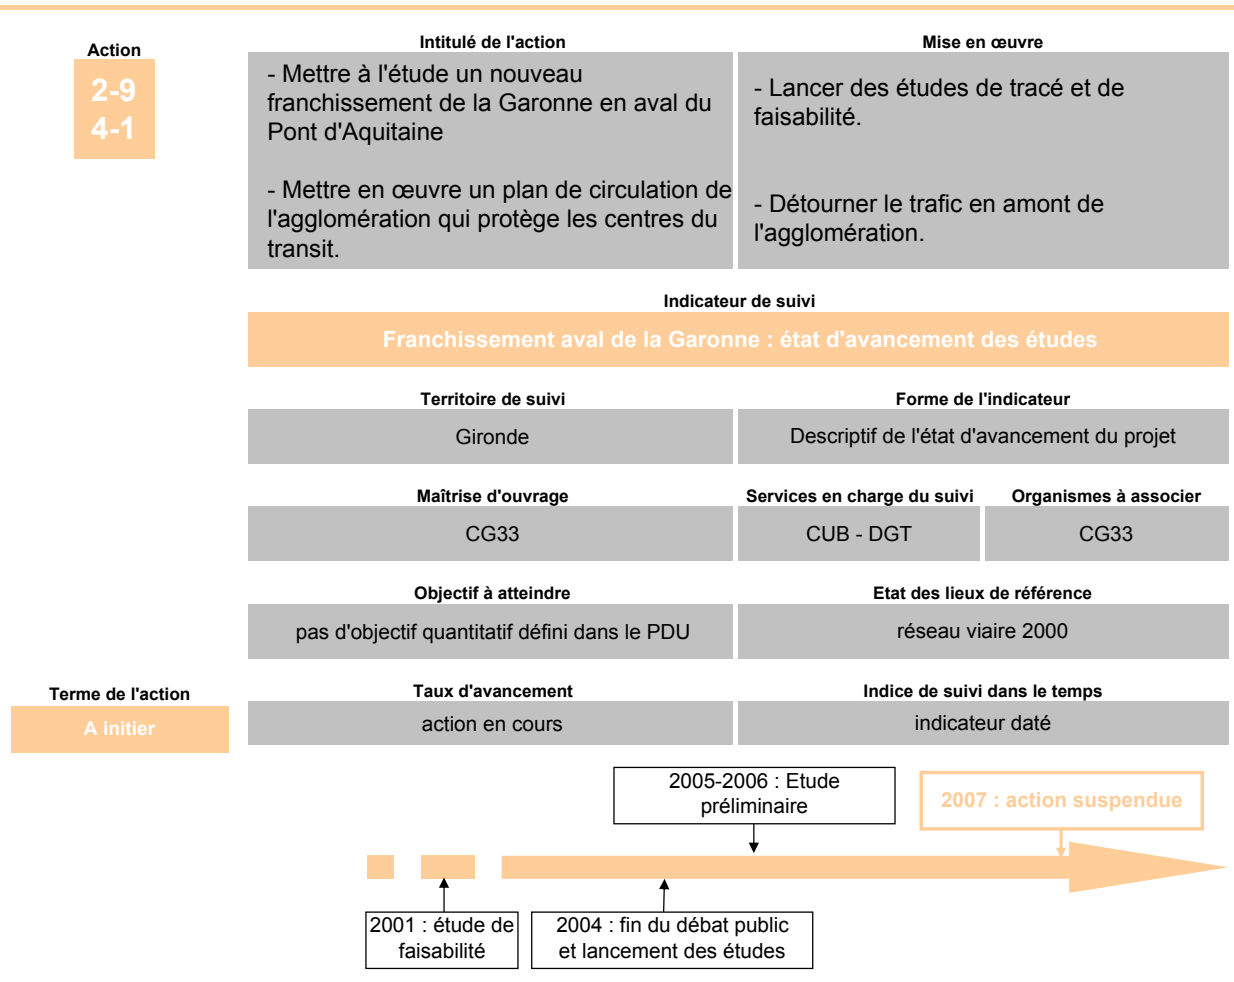 Action
2-9
4-1
Intitulé de l'action
- Mettre à l'étude un nouveau
franchissement de la Garonne en aval du
Pont d'Aquitaine
- Mettre en œuvre un plan de circulation de
l'agglomération qui protège les centres du
transit.
Mise en œuvre
- Lancer des études de tracé et de
faisabilité.
- Détourner le trafic en amont de
l'agglomération.
Indicateur de suivi
Franchissement aval de la Garonne : état d'avancement des études
Territoire de suivi
Gironde
Forme de l'indicateur
Descriptif de l'état d'avancement du projet
Maîtrise d'ouvrage
CG33
Services en charge du suivi
CUB - DGT
Organismes à associer
CG33
Objectif à atteindre
pas d'objectif quantitatif défini dans le PDU
Etat des lieux de référence
réseau viaire 2000
Terme de l'action
A initier
Taux d'avancement
action en cours
Indice de suivi dans le temps
indicateur daté
2005-2006 : Etude
préliminaire
2007 : action suspendue
2001 : étude de
faisabilité
2004 : fin du débat public
et lancement des études